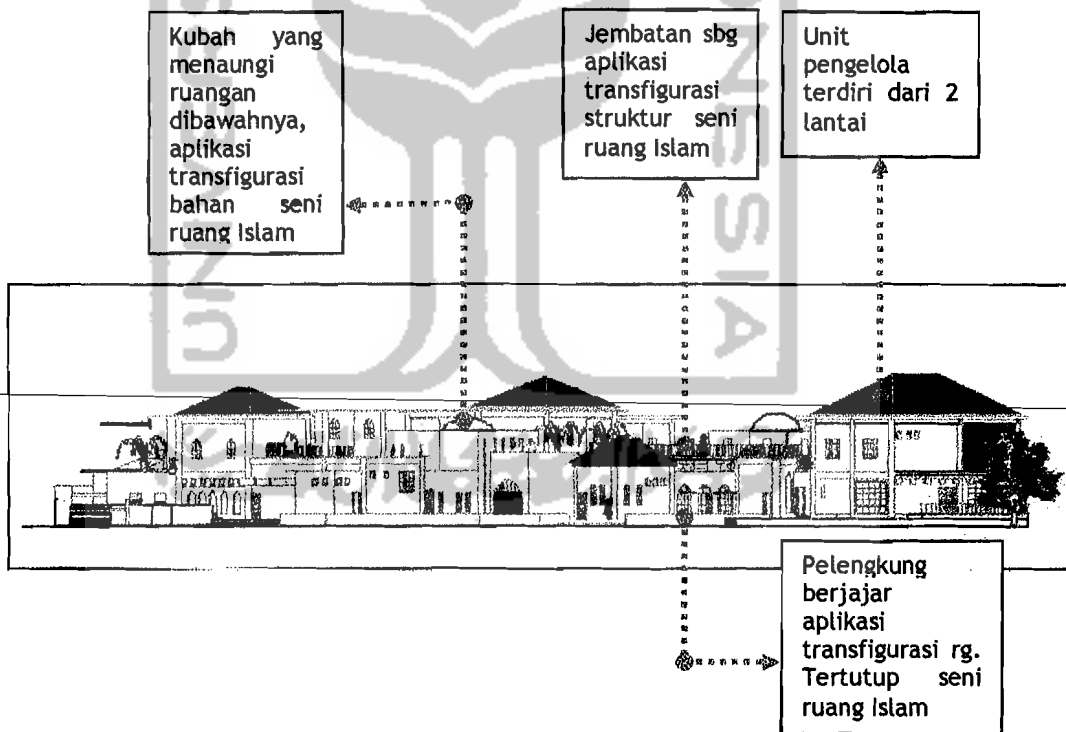 Kubah yang
menaungi
ruangan
dibawahnya,
aplikasi
transfigurasi
bahan seni
ruang Islam
Jembatan sbg
aplikasi
transfigurasi
struktur seni
ruang Islam
Unit
pengelola
terdiri dari 2
lantai
Pelengkung
berjajar
aplikasi
transfigurasi rg.
Tertutup seni
ruang Islam